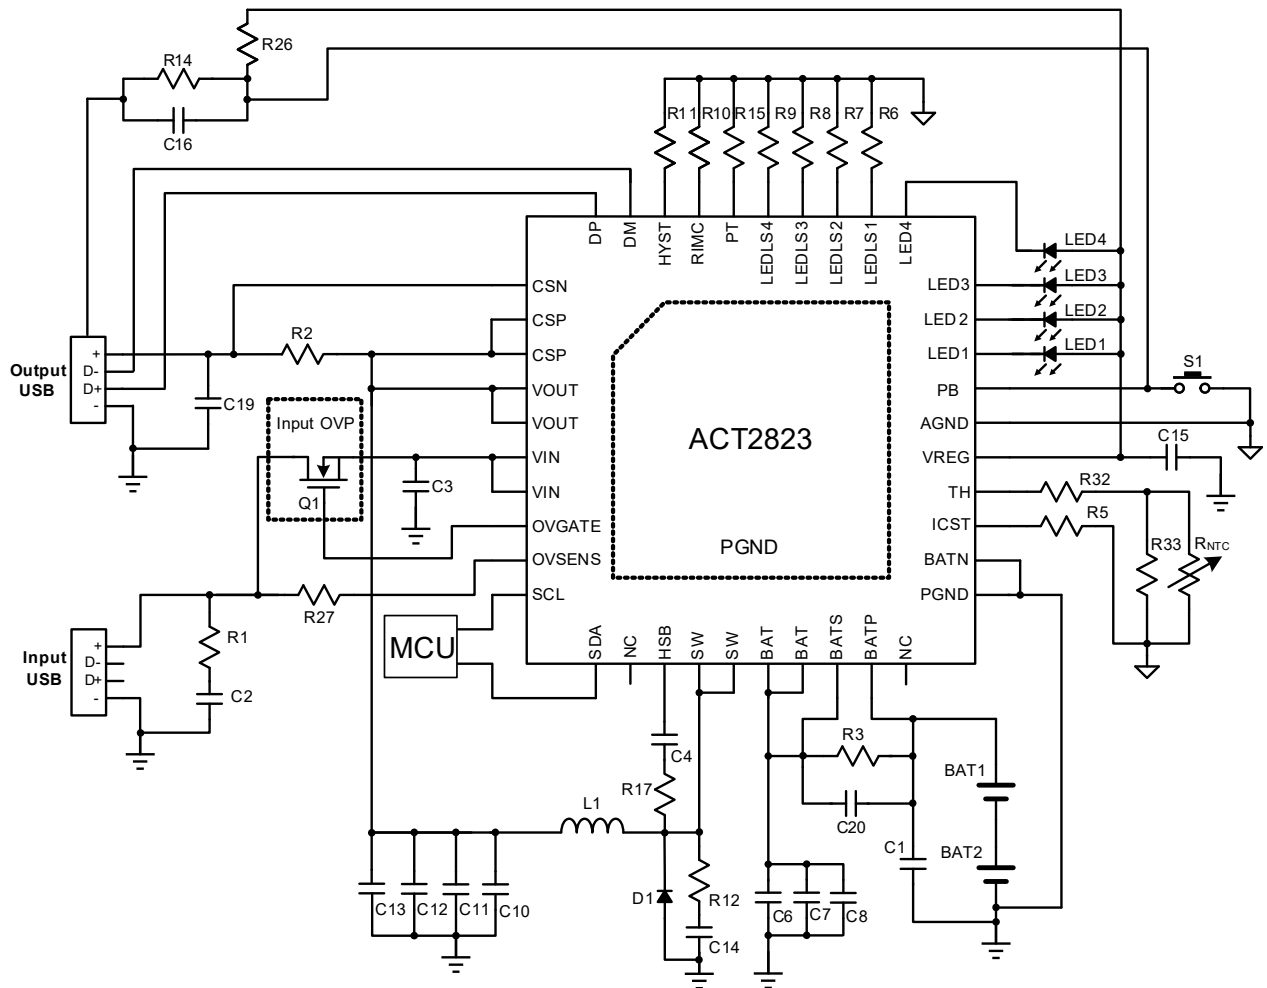 R26
R14
C16
R11 R10 R15 R9 R8 R7 R6
DP DM HYST RIMC PT LEDLS4 LEDLS3 LEDLS2 LEDLS1 LED4
LED4
CSN
LED3
LED3
CSP
LED2
LED2
R2
CSP
LED1
LED1
Output
USB
+
D-
D+
-
VOUT
PB
S1
C19
Input OVP
VOUT
ACT2823
AGND
VIN
VREG
C15
Q1
C3
VIN
TH
R32
OVGATE
ICST
R5
PGND
OVSENS
BATN
R33
RNTC
R27
SCL
PGND
R1
MCU
SDA NC HSB SW SW BAT BAT BATS BATP NC
Input
USB
+
D-
D+
-
C2
C4
R3
R17
BAT1
L1
C20
C1
BAT2
C13 C12 C11 C10
D1
R12
C14
C6 C7 C8